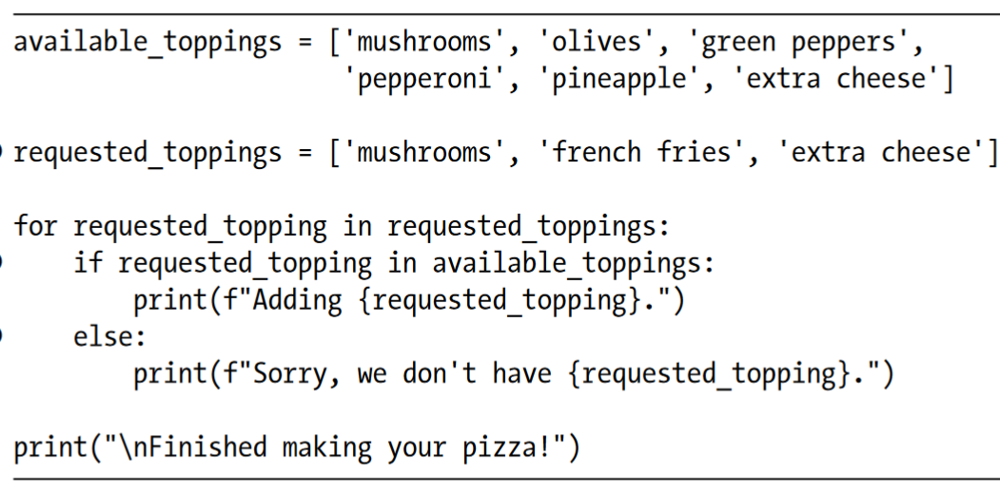 available_toppings = ['mushrooms', 'olives', 'green peppers',
                      'pepperoni', 'pineapple', 'extra cheese']
requested_toppings = ['mushrooms', 'french fries', 'extra cheese']
for requested_topping in requested_toppings:
    if requested_topping in available_toppings:
        print(f"Adding {requested_topping}.")
    else:
        print(f"Sorry, we don't have {requested_topping}.")
print("\nFinished making your pizza!")